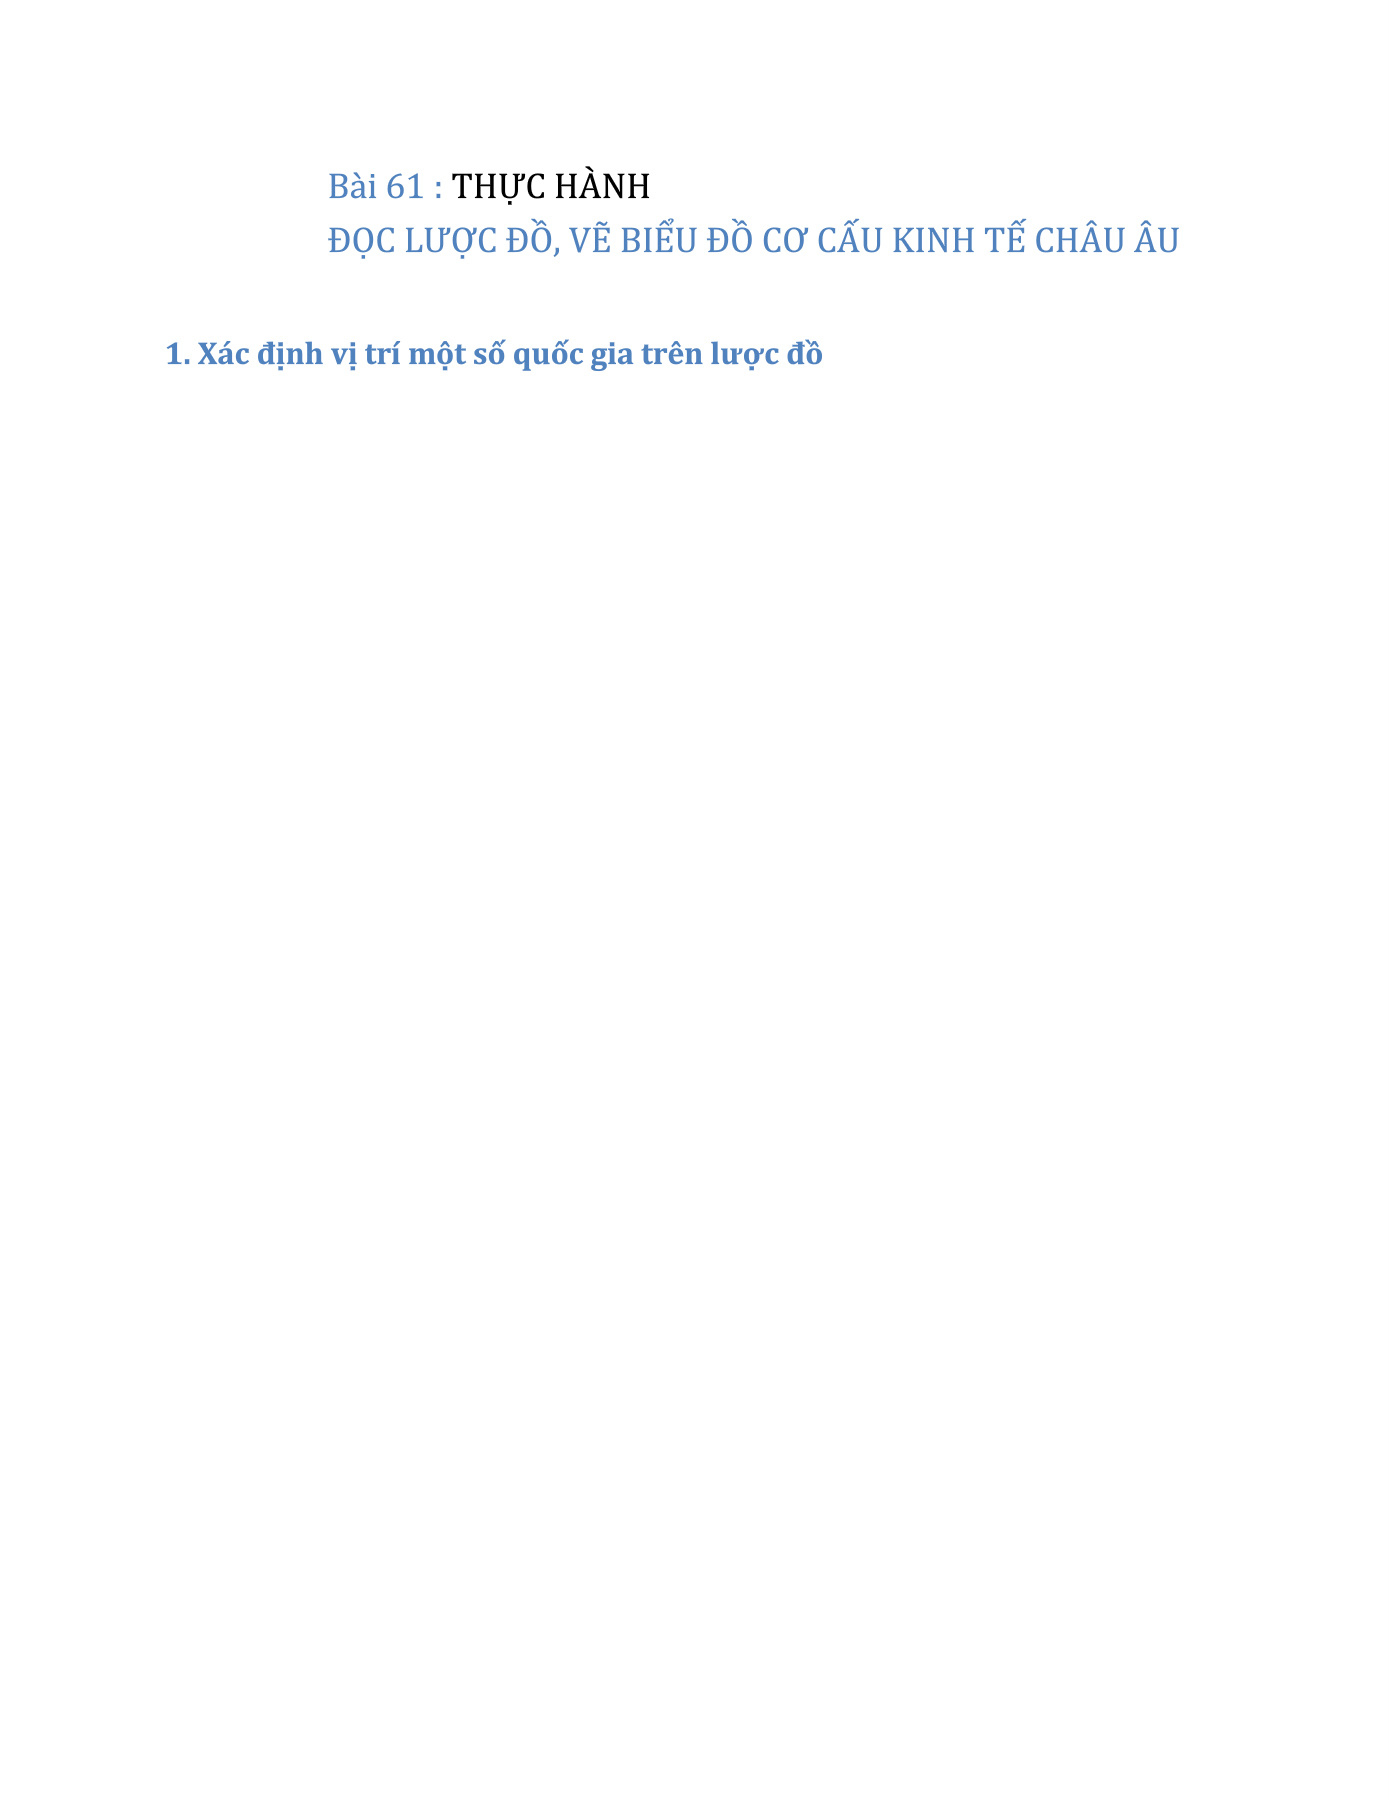 Bài 61 : THỰC HÀNH
ĐỌC LƯỢC ĐỒ, VẼ BIỂU ĐỒ CƠ CẤU KINH TẾ CHÂU ÂU
1. Xác định vị trí một số quốc gia trên lược đồ